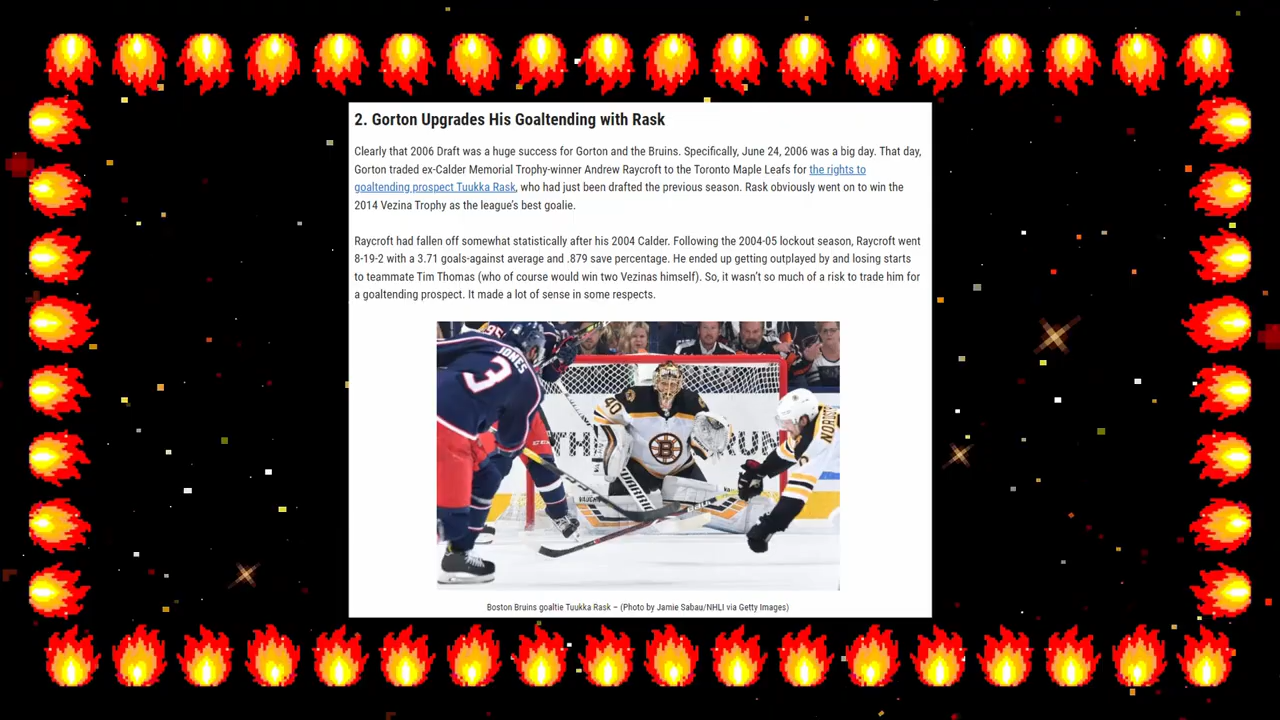 2. Gorton Upgrades His Goaltending with Rask
Clearly that 2006 Draft was a huge success for Gorton and the Bruins. Specifically, June 24, 2006 was a big day. That day,
Gorton traded ex-Calder Memorial Trophy-winner Andrew Raycroft to the Toronto Maple Leafs for the rights to
goaltending prospect Tuukka Rask, who had just been drafted the previous season. Rask obviously went on to win the
2014 Vezina Trophy as the league's best goalie.
Raycroft had fallen off somewhat statistically after his 2004 Calder. Following the 2004-05 lockout season, Raycroft went
8-19-2 with a 3.71 goals-against average and .879 save percentage. He ended up getting outplayed by and losing starts
to teammate Tim Thomas (who of course would win two Vezinas himself). So, it wasn't so much of a risk to trade him for
a goaltending prospect. It made a lot of sense in some respects.
JONES
3
40
B
Boston Bruins goaltie Tuukka Rask – (Photo by Jamie Sabau/NHLI via Getty Images)